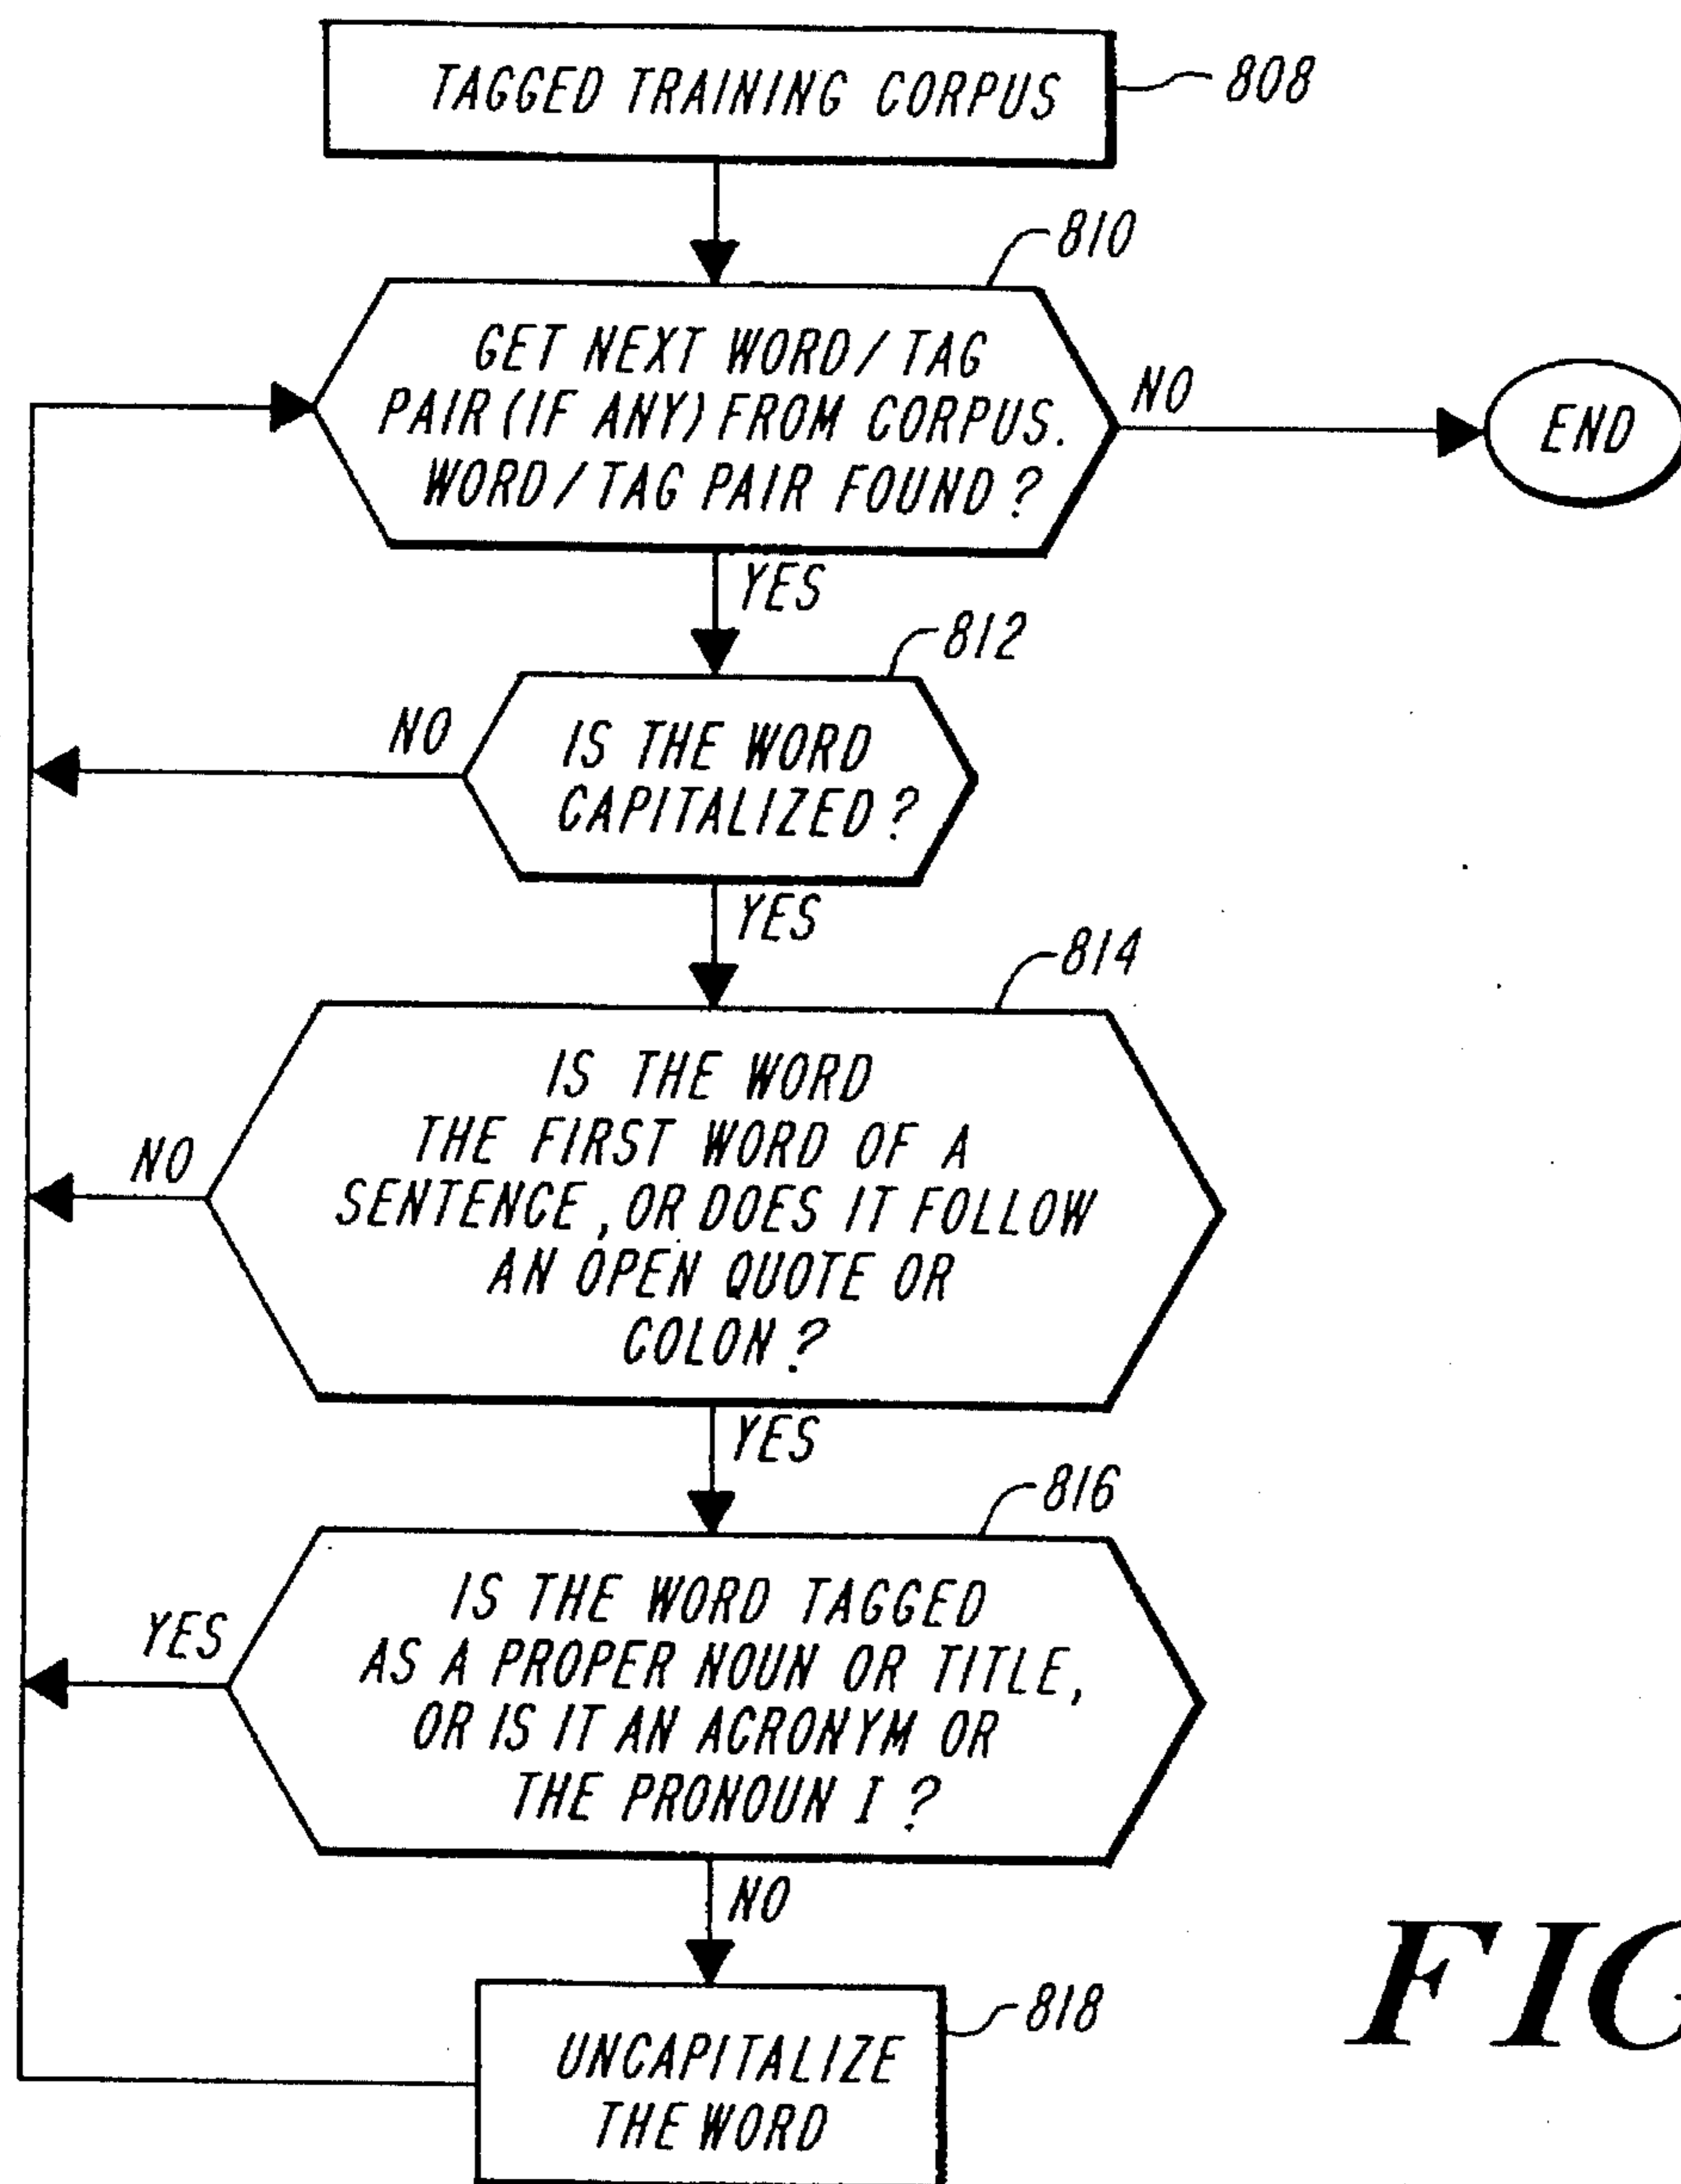 TAGGED TRAINING CORPUS
808
810
GET NEXT WORD/TAG
PAIR (IF ANY) FROM CORPUS.
WORD/TAG PAIR FOUND?
NO
END
YES
812
NO
IS THE WORD
CAPITALIZED?
YES
814
IS THE WORD
THE FIRST WORD OF A
SENTENCE, OR DOES IT FOLLOW
AN OPEN QUOTE OR
COLON?
NO
YES
816
IS THE WORD TAGGED
AS A PROPER NOUN OR TITLE,
OR IS IT AN ACRONYM OR
THE PRONOUN I?
YES
NO
818
UNCAPITALIZE
THE WORD